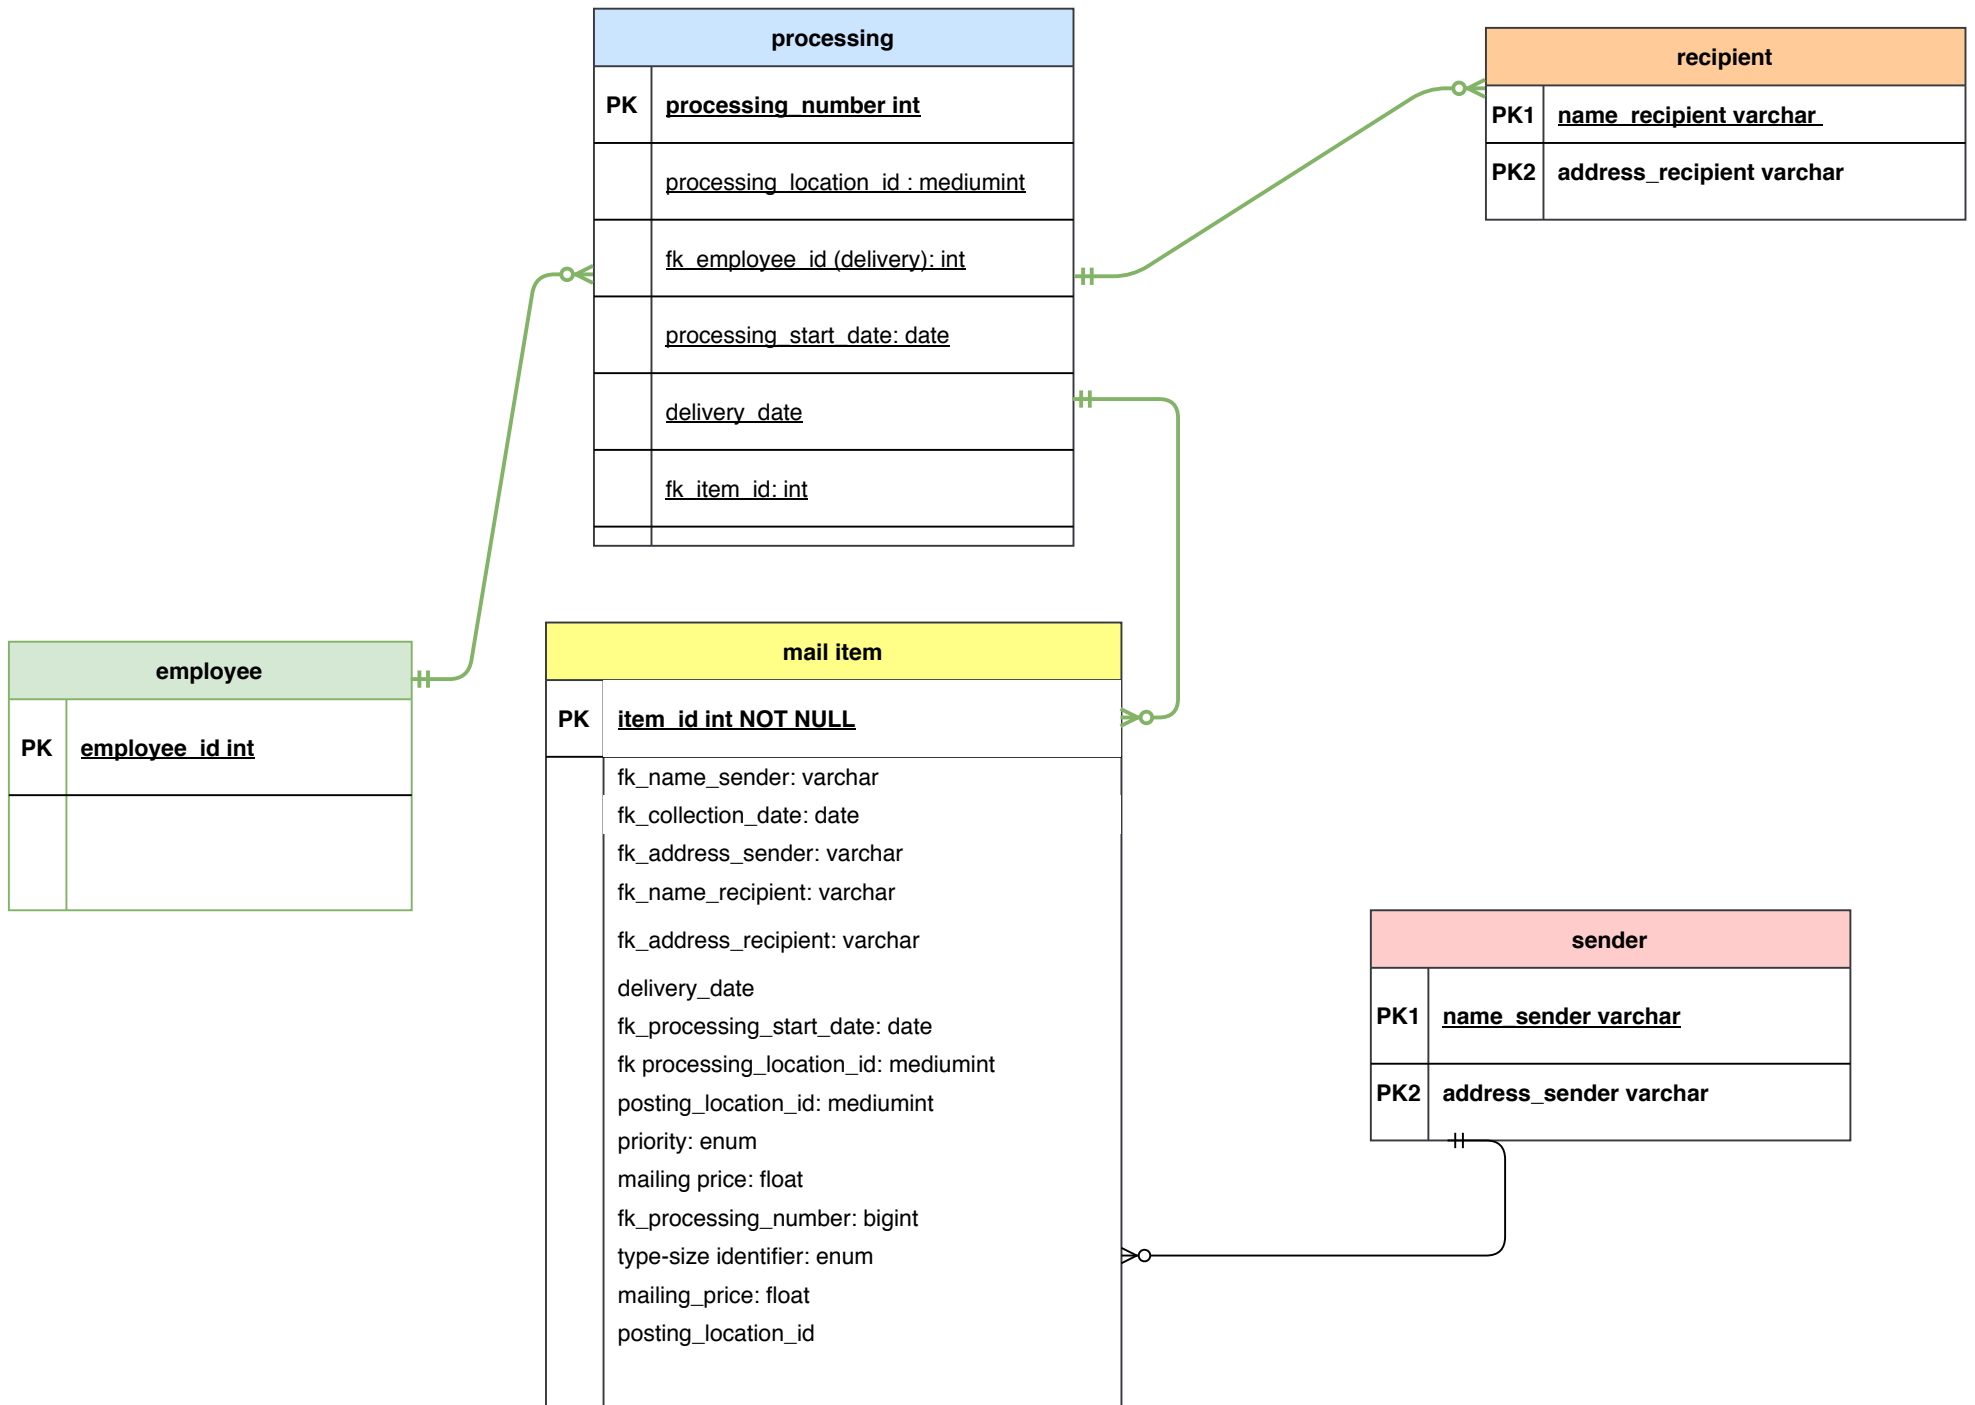 processing
PK processing_number int
processing_location_id : mediumint
fk_employee_id (delivery): int
processing_start_date: date
delivery_date
fk_item_id: int
recipient
PK1 name_recipient varchar
PK2 address_recipient varchar
employee
PK employee_id int
mail item
PK item_id int NOT NULL
fk_name_sender: varchar
fk_collection_date: date
fk_address_sender: varchar
fk_name_recipient: varchar
fk_address_recipient: varchar
delivery_date
fk_processing_start_date: date
fk processing_location_id: mediumint
posting_location_id: mediumint
priority: enum
mailing price: float
fk_processing_number: bigint
type-size identifier: enum
mailing_price: float
posting_location_id
sender
PK1 name_sender varchar
PK2 address_sender varchar